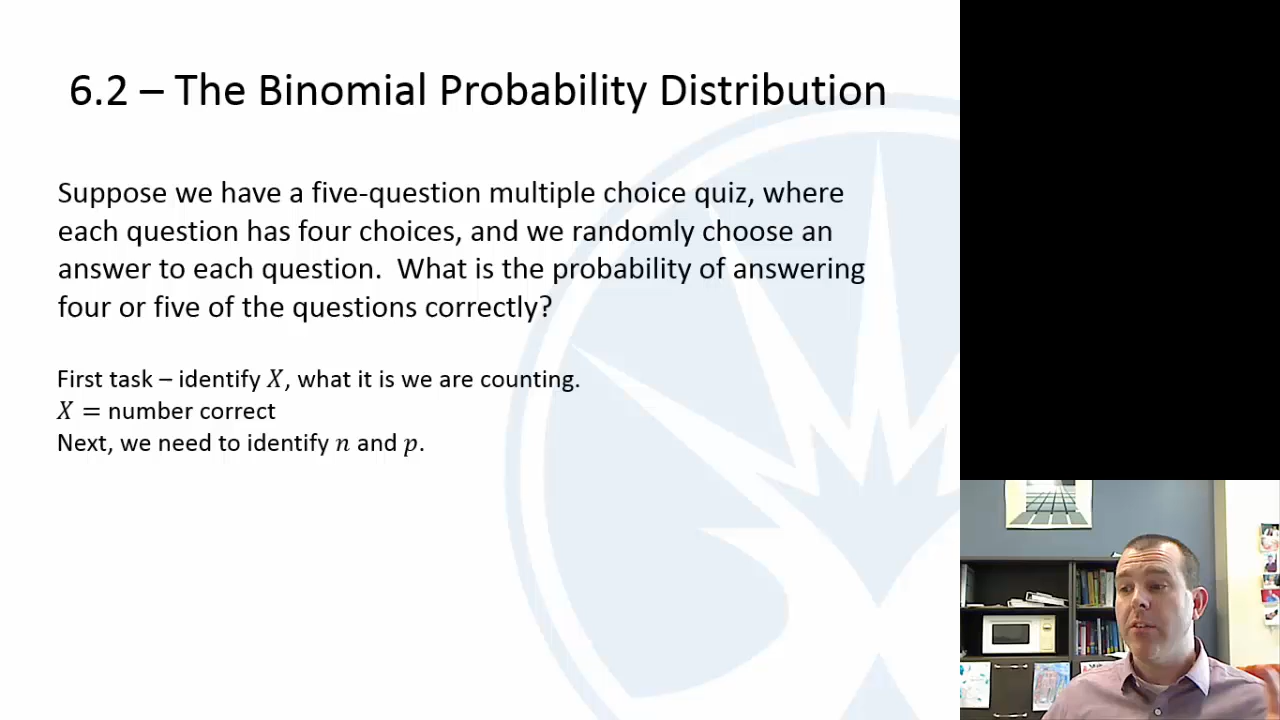 6.2 – The Binomial Probability Distribution
Suppose we have a five-question multiple choice quiz, where
each question has four choices, and we randomly choose an
answer to each question.  What is the probability of answering
four or five of the questions correctly?
First task – identify X, what it is we are counting.
X = number correct
Next, we need to identify n and p.